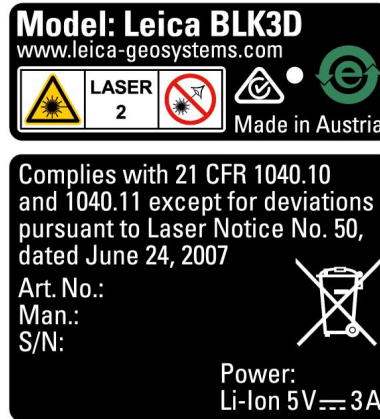 Model: Leica BLK3D
www.leica-geosystems.com
LASER
2
Made in Austria
Complies with 21 CFR 1040.10
and 1040.11 except for deviations
pursuant to Laser Notice No. 50,
dated June 24, 2007
Art. No.:
Man.:
S/N:
Power:
Li-Ion 5V⎓3A